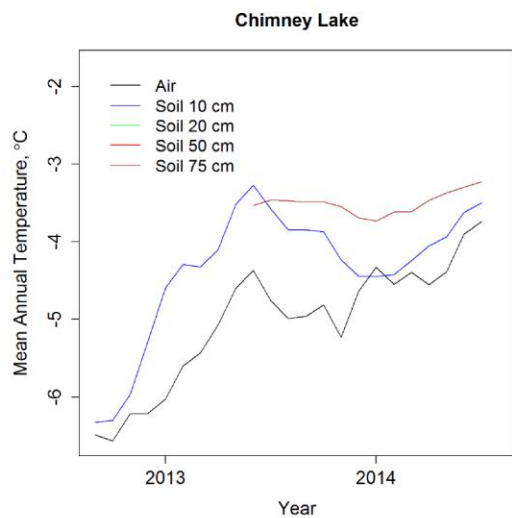 Chimney Lake
Air
Soil 10 cm
Soil 20 cm
Soil 50 cm
Soil 75 cm
Mean Annual Temperature, °C
-2
-3
-4
-5
-6
2013
2014
Year